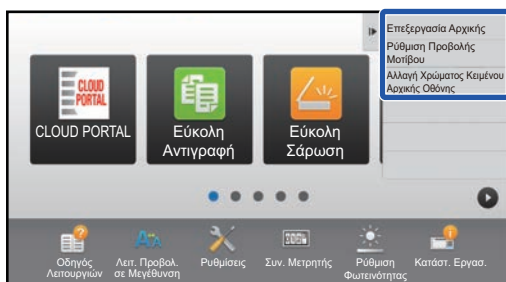 Επεξεργασία Αρχικής
Ρύθμιση Προβολής
Μοτίβου
Αλλαγή Χρώματος Κειμένου
Αρχικής Οθόνης
CLOUD
PORTAL
CLOUD PORTAL
Εύκολη
Αντιγραφή
Εύκολη
Σάρωση
Οδηγός
Λειτουργιών
Λειτ. Προβολ.
σε Μεγέθυνση
Ρυθμίσεις
Συν. Μετρητής
Ρύθμιση
Φωτεινότητας
Κατάστ. Εργασ.